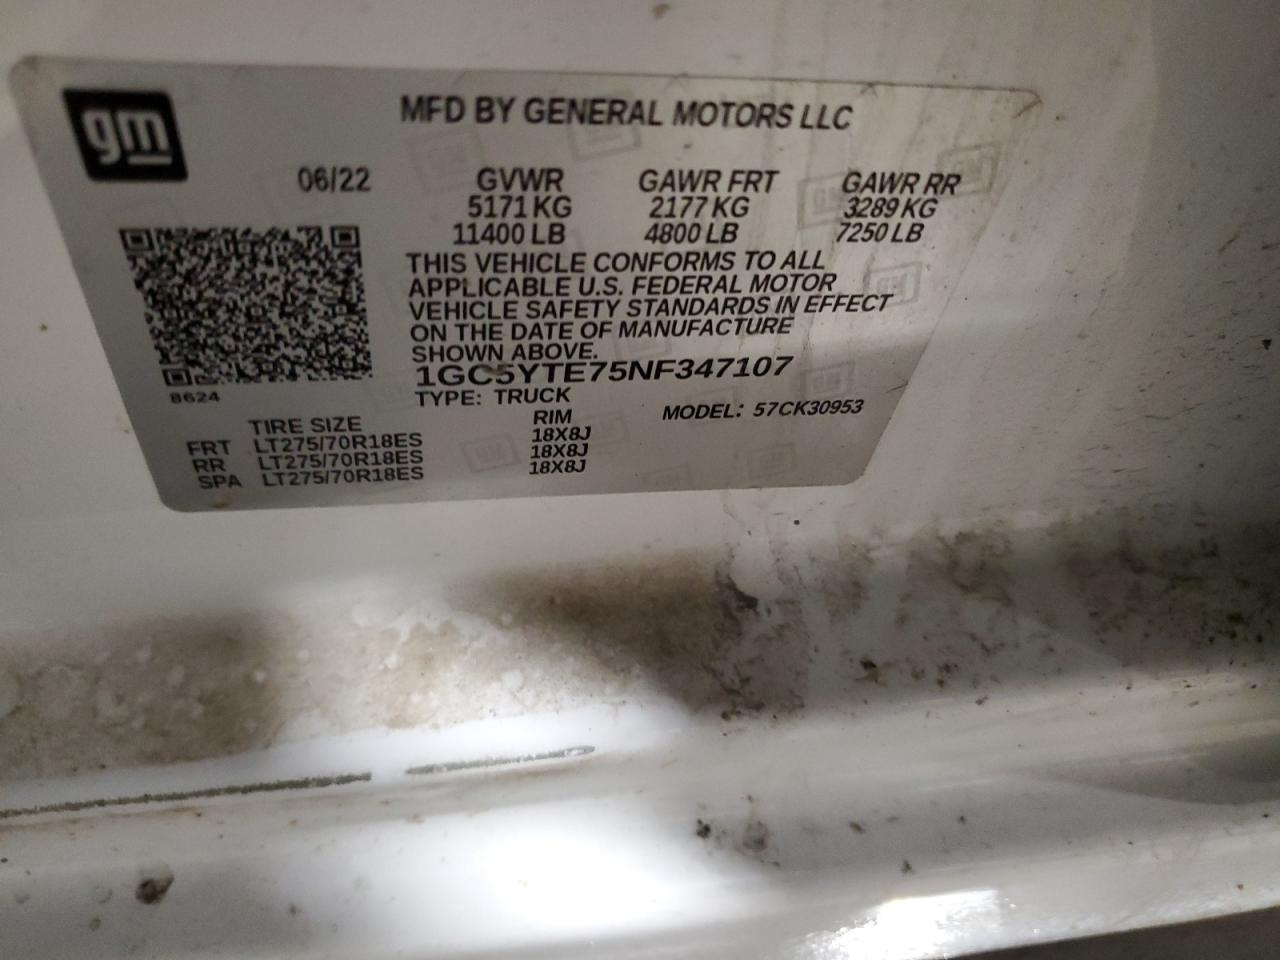 gm
MFD BY GENERAL MOTORS LLC
06/22 GVWR GAWR FRT GAWR RR
5171 KG 2177 KG 3289 KG
11400 LB 4800 LB 7250 LB
THIS VEHICLE CONFORMS TO ALL
APPLICABLE U.S. FEDERAL MOTOR
VEHICLE SAFETY STANDARDS IN EFFECT
ON THE DATE OF MANUFACTURE
SHOWN ABOVE.
1GC5YTE75NF347107
8624
TYPE: TRUCK MODEL: 57CK30953
TIRE SIZE RIM
FRT LT275/70R18ES 18X8J
RR LT275/70R18ES 18X8J
SPA LT275/70R18ES 18X8J